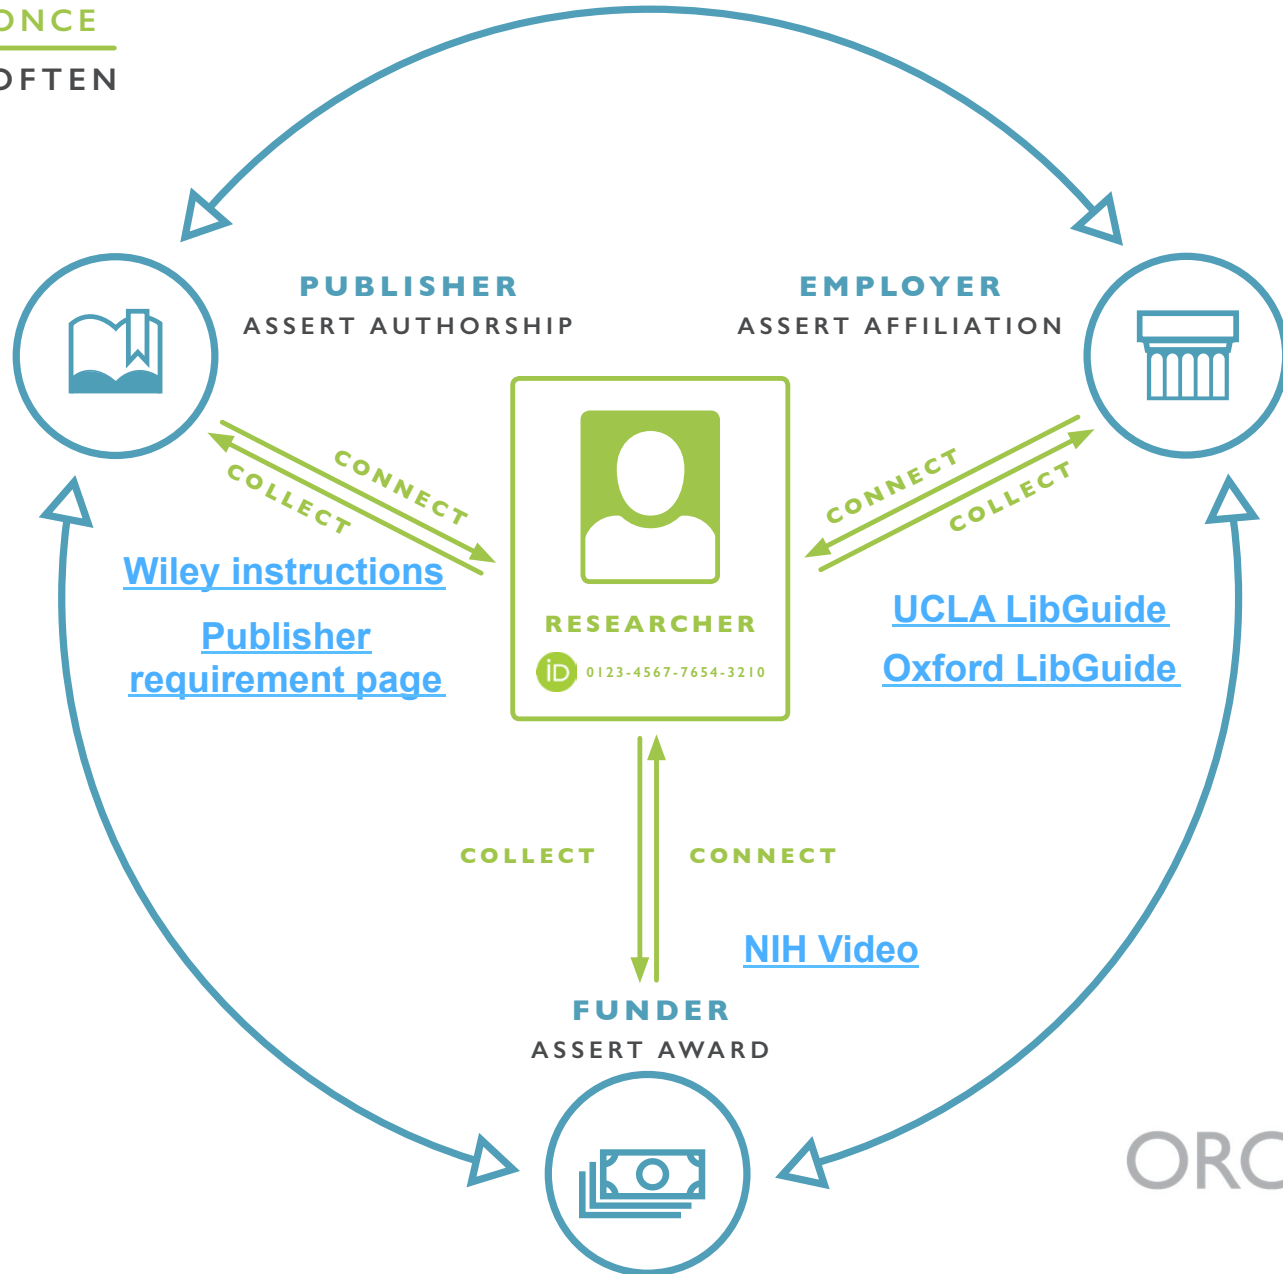 ONCE
OFTEN
PUBLISHER
ASSERT AUTHORSHIP
EMPLOYER
ASSERT AFFILIATION
CONNECT
COLLECT
CONNECT
COLLECT
Wiley instructions
Publisher
requirement page
RESEARCHER
iD 0123-4567-7654-3210
UCLA LibGuide
Oxford LibGuide
COLLECT
CONNECT
NIH Video
FUNDER
ASSERT AWARD
ORC